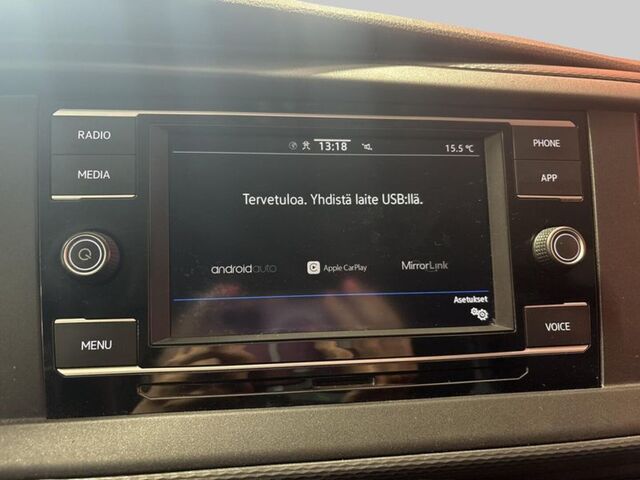 RADIO
MEDIA
MENU
13:18
15.5 °C
Tervetuloa. Yhdistä laite USB:llä.
androidauto
Apple CarPlay
MirrorLink
Asetukset
PHONE
APP
VOICE